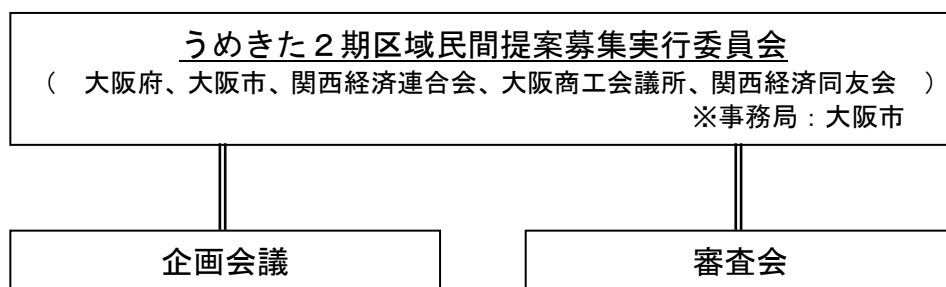 うめきた２期区域民間提案募集実行委員会
（　大阪府、大阪市、関西経済連合会、大阪商工会議所、関西経済同友会　）
※事務局：大阪市
企画会議
審査会